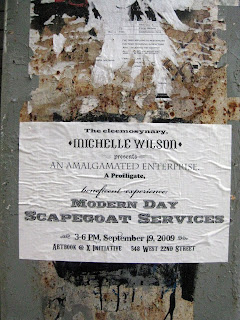 The eleemosynary,
•MICHELLE WILSON•
presents
AN AMALGAMATED ENTERPRISE.
A Profligate,
beneficent experience:
MODERN DAY
SCAPEGOAT SERVICES
3-6 PM, September 19, 2009
ARTBOOK @ X INITIATIVE 548 WEST 22ND STREET